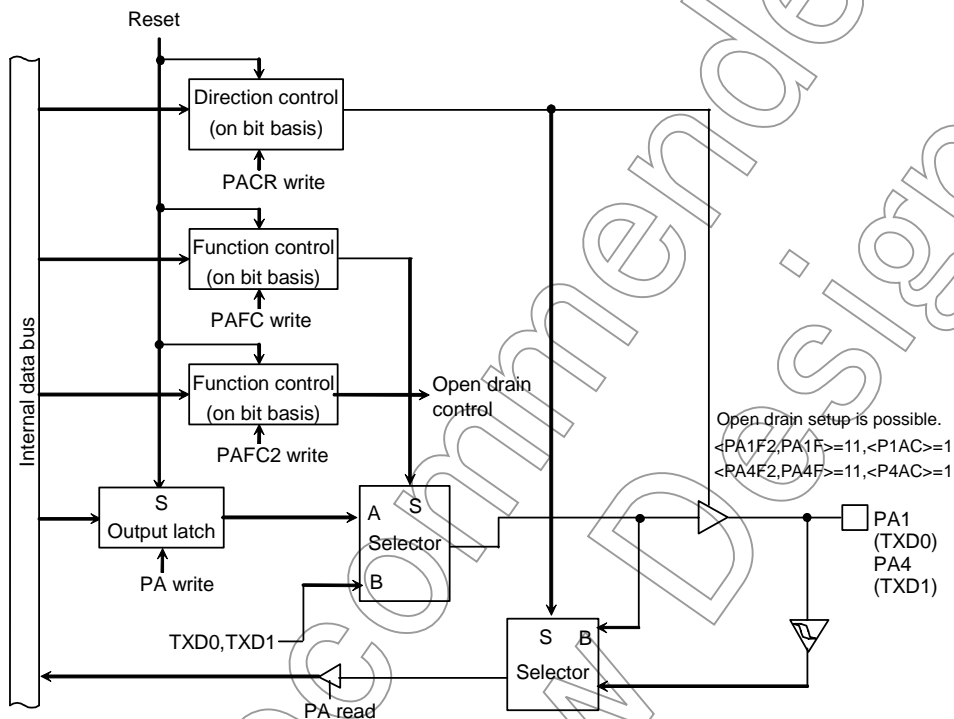 Reset
Direction control
(on bit basis)
PACR write
Function control
(on bit basis)
PAFC write
Function control
(on bit basis)
PAFC2 write
Open drain
control
Internal data bus
S
Output latch
PA write
A
S
Selector
B
TXD0,TXD1
Open drain setup is possible.
<PA1F2,PA1F>=11,<P1AC>=1
<PA4F2,PA4F>=11,<P4AC>=1
PA1
(TXD0)
PA4
(TXD1)
S B
Selector
PA read
commende
w Design